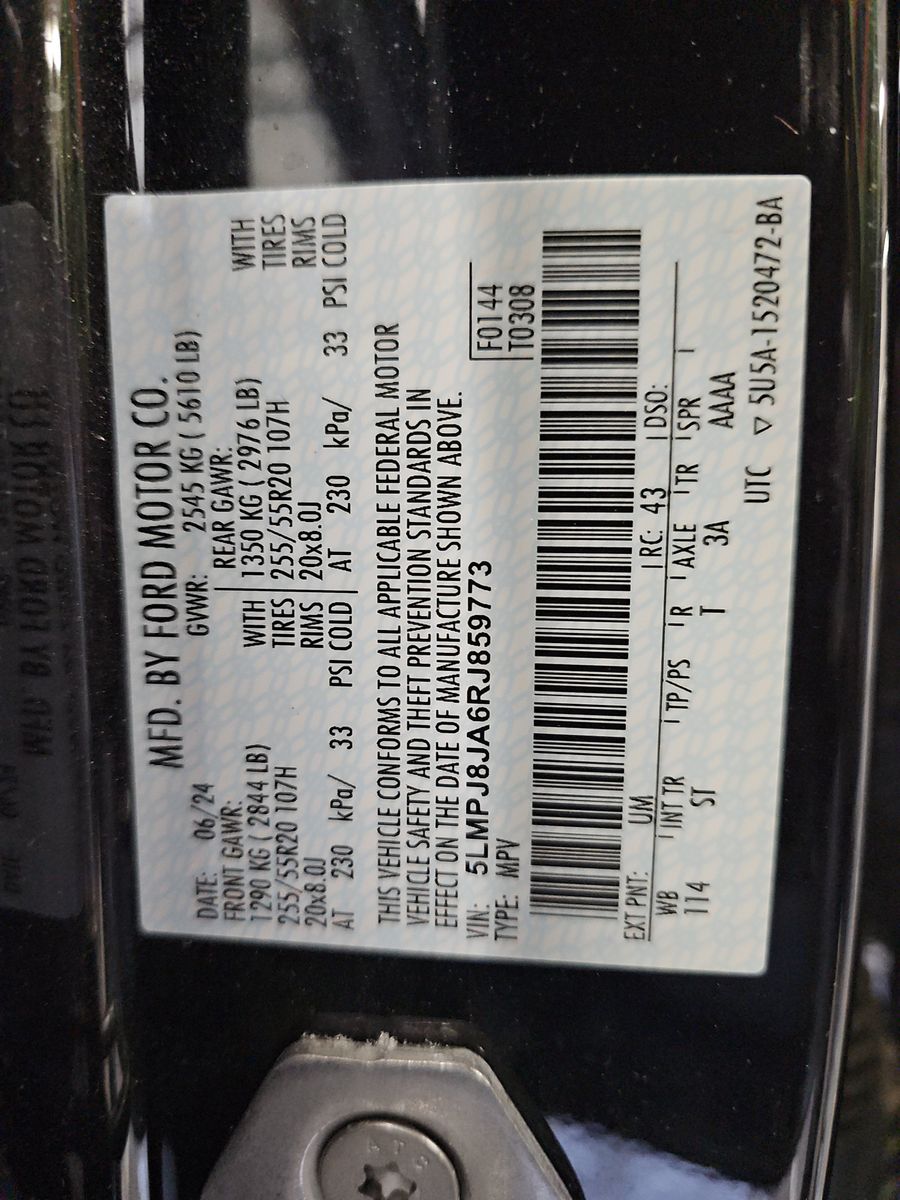 MFD. BY FORD MOTOR CO.
DATE: 06/24 GVWR: 2545 KG ( 5610 LB)
FRONT GAWR: REAR GAWR:
1290 KG ( 2844 LB) WITH 1350 KG ( 2976 LB) WITH
255/55R20 107H TIRES 255/55R20 107H TIRES
20x8.0J RIMS 20x8.0J RIMS
AT 230 kPa/ 33 PSI COLD AT 230 kPa/ 33 PSI COLD
THIS VEHICLE CONFORMS TO ALL APPLICABLE FEDERAL MOTOR
VEHICLE SAFETY AND THEFT PREVENTION STANDARDS IN
EFFECT ON THE DATE OF MANUFACTURE SHOWN ABOVE.
VIN: 5LMPJ8JA6RJ859773 F0144
TYPE: MPV T0308
EXT PNT: UM RC: 43 DSO:
WB INT TR TP/PS R AXLE TR SPR
114 ST T 3A AAAA
UTC ▽ 5U5A-1520472-BA